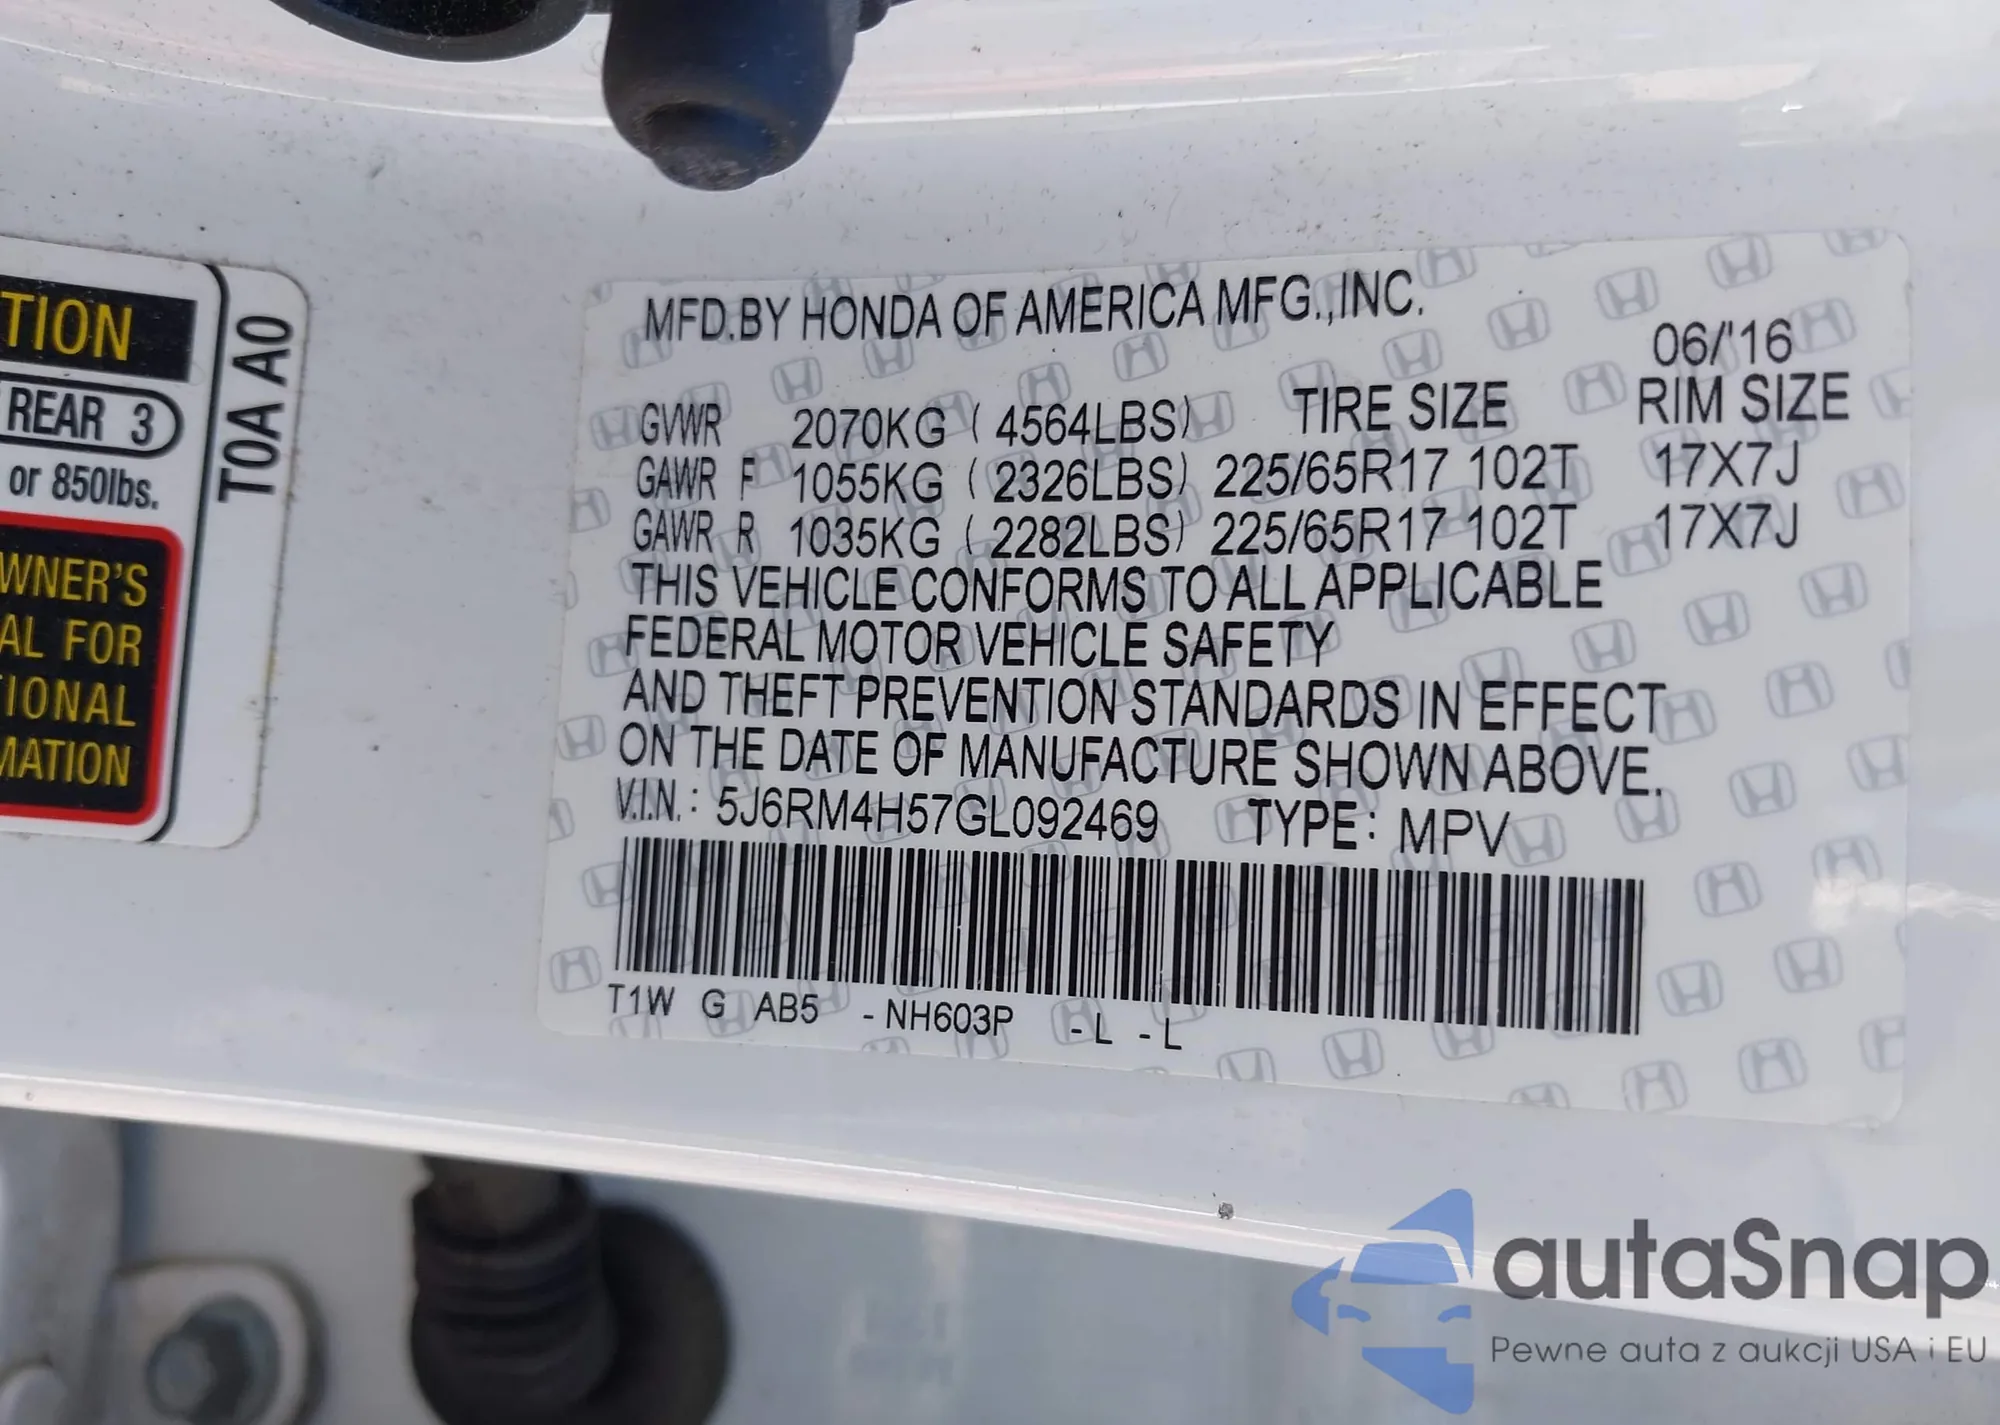 TION
REAR 3
or 850lbs.
WNER'S
AL FOR
TIONAL
MATION
T0A A0
MFD.BY HONDA OF AMERICA MFG.,INC.
06/'16
GVWR 2070KG ( 4564LBS) TIRE SIZE RIM SIZE
GAWR F 1055KG ( 2326LBS) 225/65R17 102T 17X7J
GAWR R 1035KG ( 2282LBS) 225/65R17 102T 17X7J
THIS VEHICLE CONFORMS TO ALL APPLICABLE
FEDERAL MOTOR VEHICLE SAFETY
AND THEFT PREVENTION STANDARDS IN EFFECT
ON THE DATE OF MANUFACTURE SHOWN ABOVE.
V.I.N.: 5J6RM4H57GL092469 TYPE: MPV
T1W G AB5 -NH603P -L -L
autaSnap
Pewne auta z aukcji USA i EU